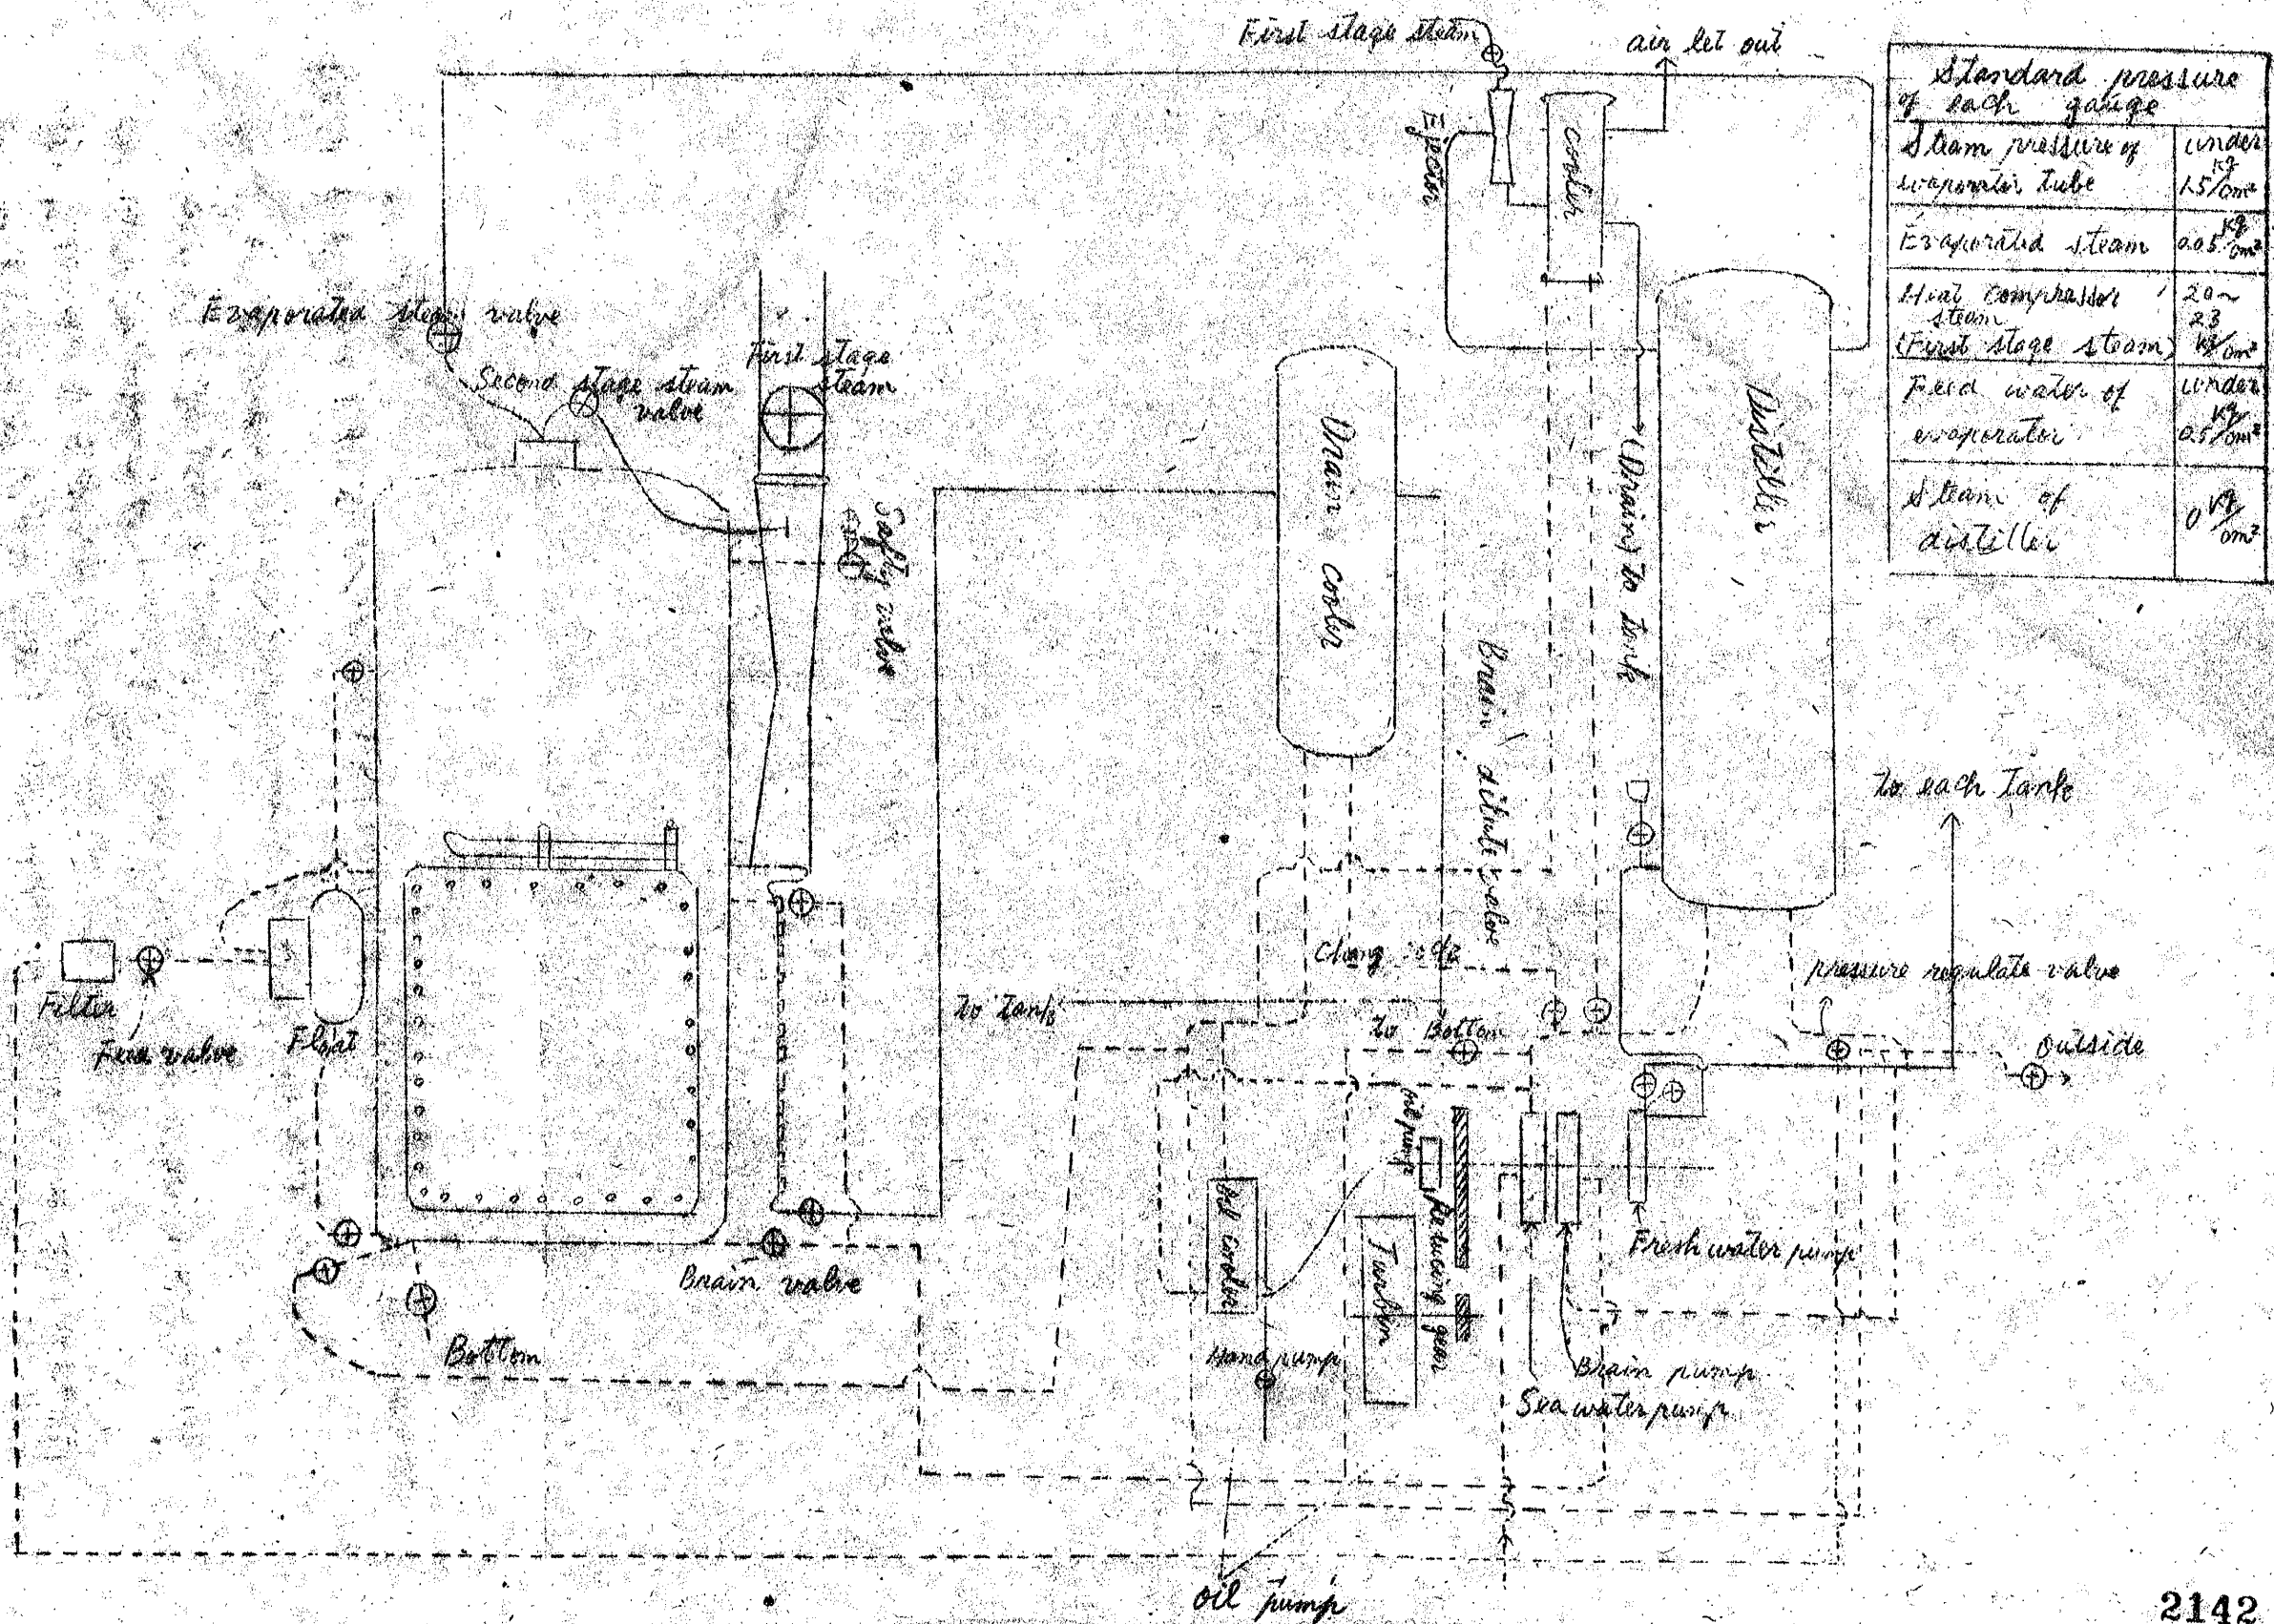 First stage steam
air let out
Ejector
cooler
Standard pressure
of each gauge
Steam pressure of
evaporator tube
under
1.5 kg/cm²
Evaporated steam
0.05 kg/cm²
Heat compressor
steam
(First stage steam)
20~
23
kg/cm²
Feed water of
evaporator
under
0.5 kg/cm²
Steam of
distiller
0 kg/cm²
Evaporated steam valve
Second stage steam
valve
First stage
steam
Safty valve
Drain cooler
(Drain) to tank
Distiller
Brain dilute valve
to each Tank
Filter
Feed valve
Float
to tank
to Bottom
pressure regulate valve
Outside
oil pump
Reducing gear
Oil cooler
Turbin
Hand pump
Fresh water pump
Brain pump
Sea water pump
Brain valve
Bottom
oil pump
2142